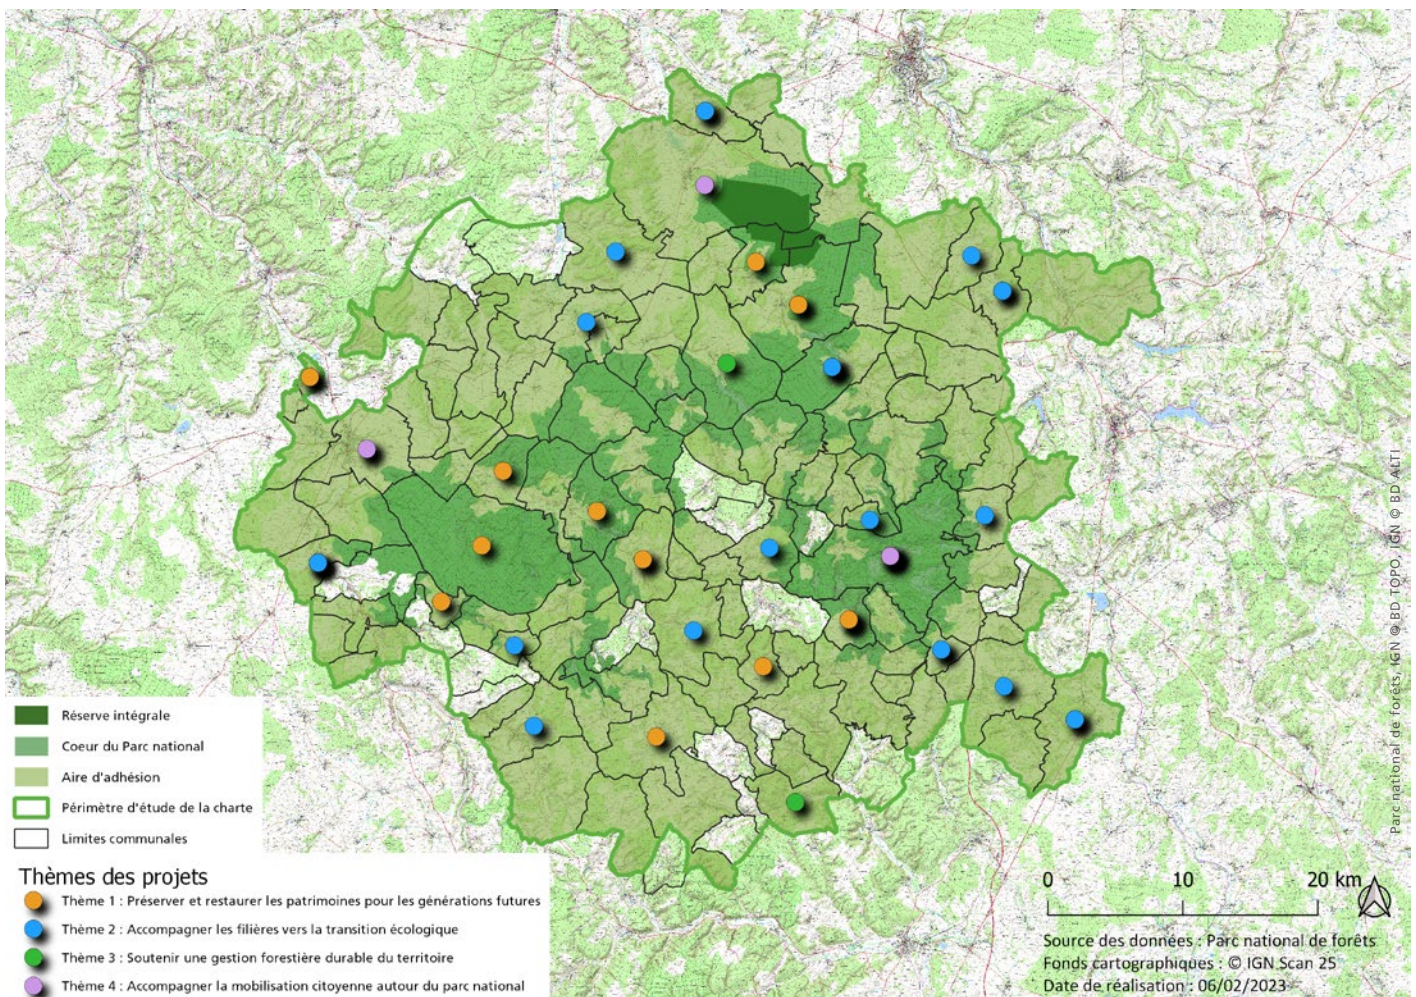 Réserve intégrale
Coeur du Parc national
Aire d'adhésion
Périmètre d'étude de la charte
Limites communales
Thèmes des projets
Thème 1 : Préserver et restaurer les patrimoines pour les générations futures
Thème 2 : Accompagner les filières vers la transition écologique
Thème 3 : Soutenir une gestion forestière durable du territoire
Thème 4 : Accompagner la mobilisation citoyenne autour du parc national
0 10 20 km
Source des données : Parc national de forêts
Fonds cartographiques : © IGN Scan 25
Date de réalisation : 06/02/2023
Parc national de forêts, IGN © BD TOPO, IGN © BD ALTI